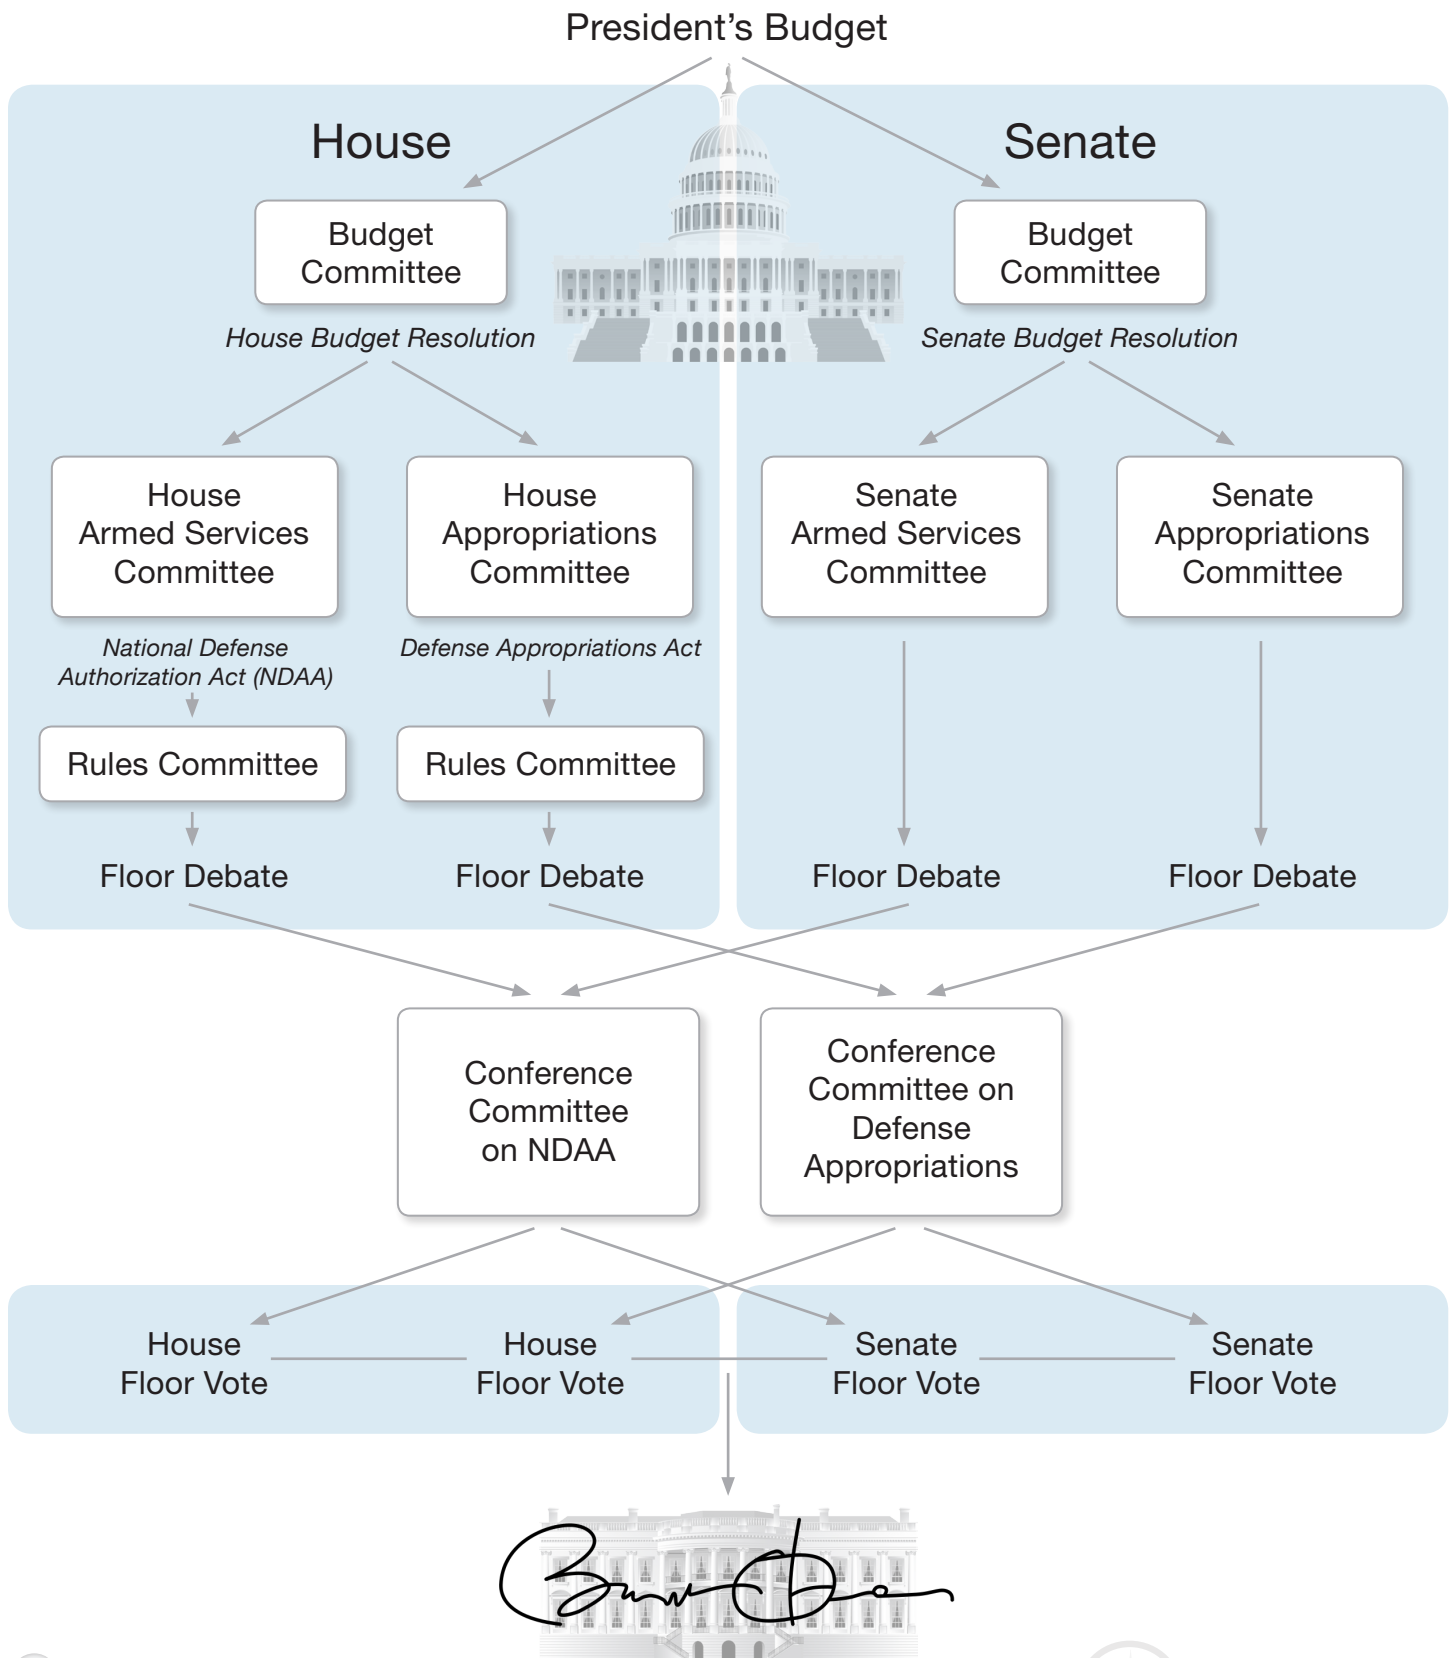 President’s Budget
House
Senate
Budget
Committee
Budget
Committee
House Budget Resolution
Senate Budget Resolution
House
Armed Services
Committee
House
Appropriations
Committee
Senate
Armed Services
Committee
Senate
Appropriations
Committee
National Defense
Authorization Act (NDAA)
Defense Appropriations Act
Rules Committee
Rules Committee
Floor Debate
Floor Debate
Floor Debate
Floor Debate
Conference
Committee
on NDAA
Conference
Committee on
Defense
Appropriations
House
Floor Vote
House
Floor Vote
Senate
Floor Vote
Senate
Floor Vote